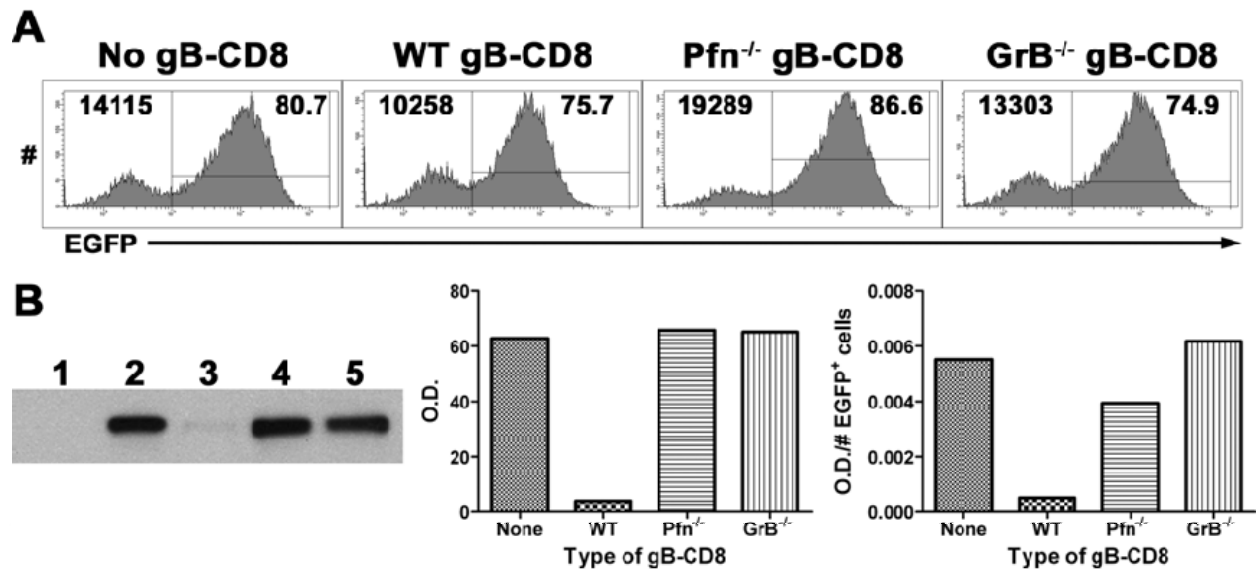 A
No gB-CD8 WT gB-CD8 Pfn-/- gB-CD8 GrB-/- gB-CD8
14115 80.7 10258 75.7 19289 86.6 13303 74.9
#
EGFP
B
1 2 3 4 5
O.D.
80
60
40
20
0
None WT Pfn-/- GrB-/-
Type of gB-CD8
O.D./# EGFP+ cells
0.008
0.006
0.004
0.002
0.000
None WT Pfn-/- GrB-/-
Type of gB-CD8